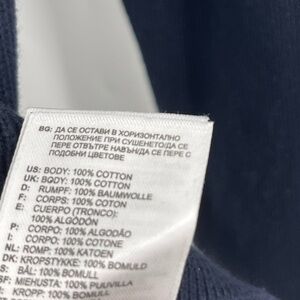 BG: ДА СЕ ОСТАВИ В ХОРИЗОНТАЛНО
ПОЛОЖЕНИЕ ПРИ СУШЕНЕТО/ДА СЕ
ПЕРЕ ОТВЪТРЕ НАВЪН/ДА СЕ ПЕРЕ С
ПОДОБНИ ЦВЕТОВЕ
US: BODY: 100% COTTON
UK: BODY: 100% COTTON
D: RUMPF: 100% BAUMWOLLE
F: CORPS: 100% COTON
E: CUERPO (TRONCO):
100% ALGODÓN
P: CORPO: 100% ALGODÃO
I: CORPO: 100% COTONE
NL: ROMP: 100% KATOEN
DK: KROPSTYKKE: 100% BOMULD
S: BÅL: 100% BOMULL
SF: MIEHUSTA: 100% PUUVILLA
KROPP: 100% BOMULL